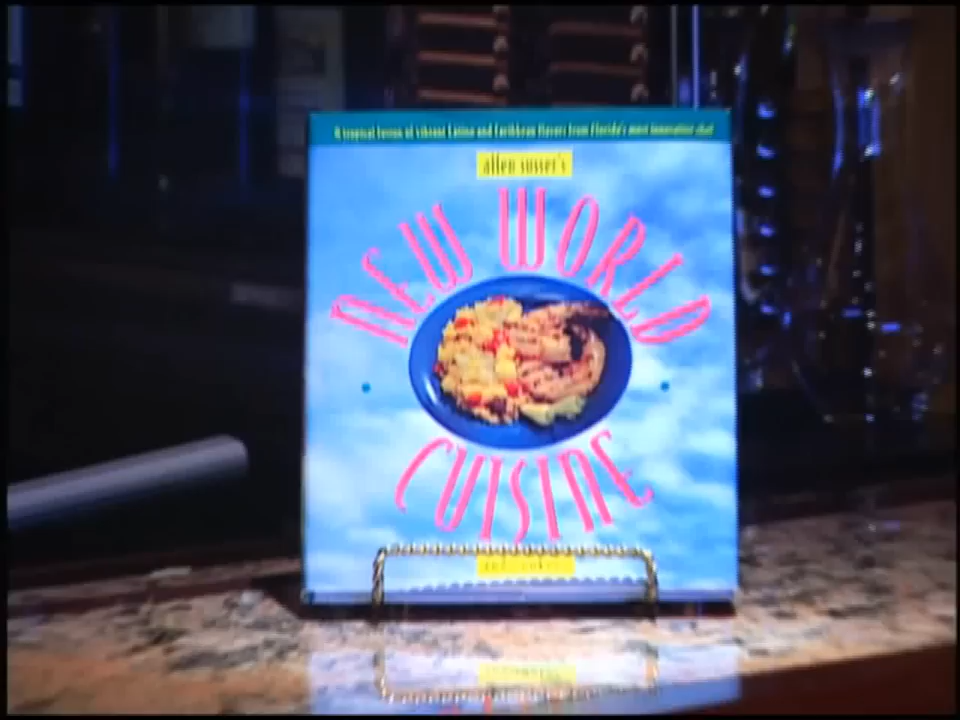 A tropical fusion of vibrant Latino and Caribbean flavors from Florida's most innovative chef
allen susser's
NEW WORLD
CUISINE